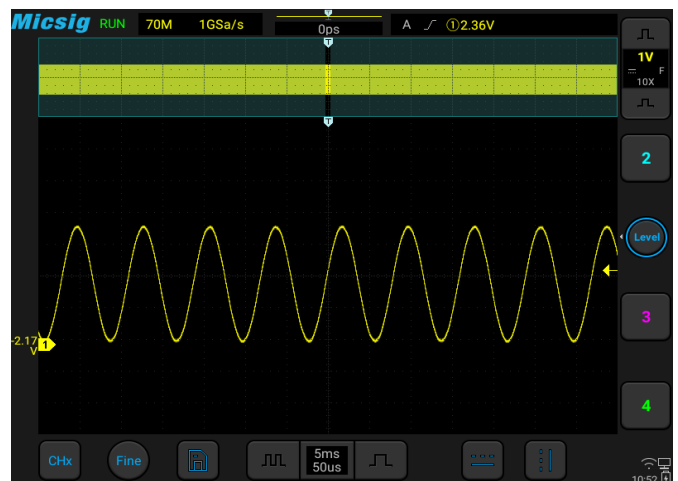 Micsig RUN 70M 1GSa/s 0ps A ①2.36V
T
1V
F
10X
T
2
Level
3
-2.17
V
1
4
CHx Fine 5ms
50us
10:52